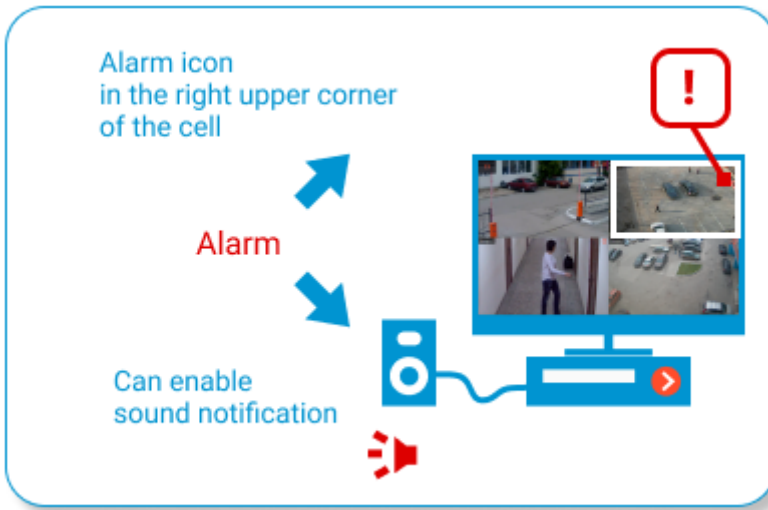 Alarm icon
in the right upper corner
of the cell
!
Alarm
Can enable
sound notification